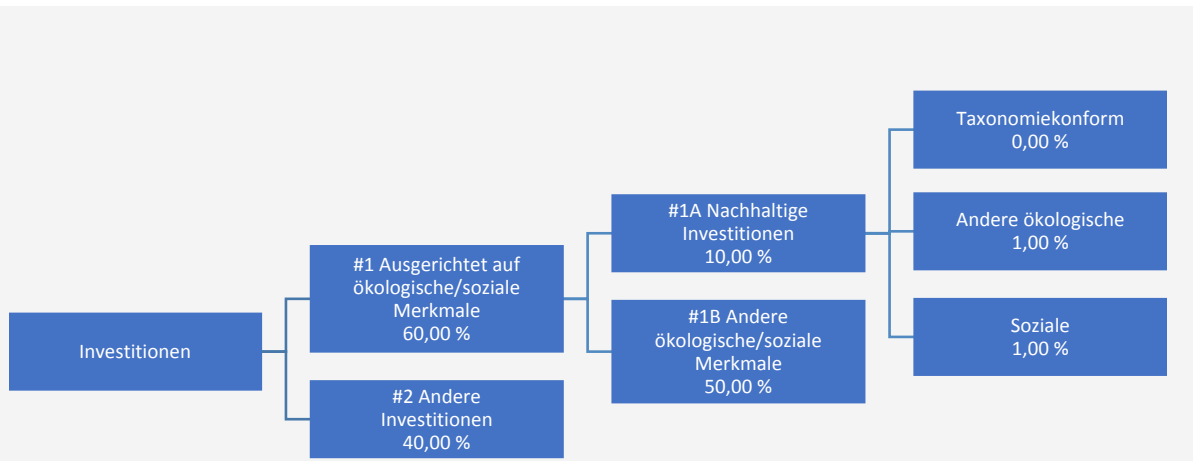 Investitionen
#1 Ausgerichtet auf
ökologische/soziale
Merkmale
60,00 %
#2 Andere
Investitionen
40,00 %
#1A Nachhaltige
Investitionen
10,00 %
#1B Andere
ökologische/soziale
Merkmale
50,00 %
Taxonomiekonform
0,00 %
Andere ökologische
1,00 %
Soziale
1,00 %